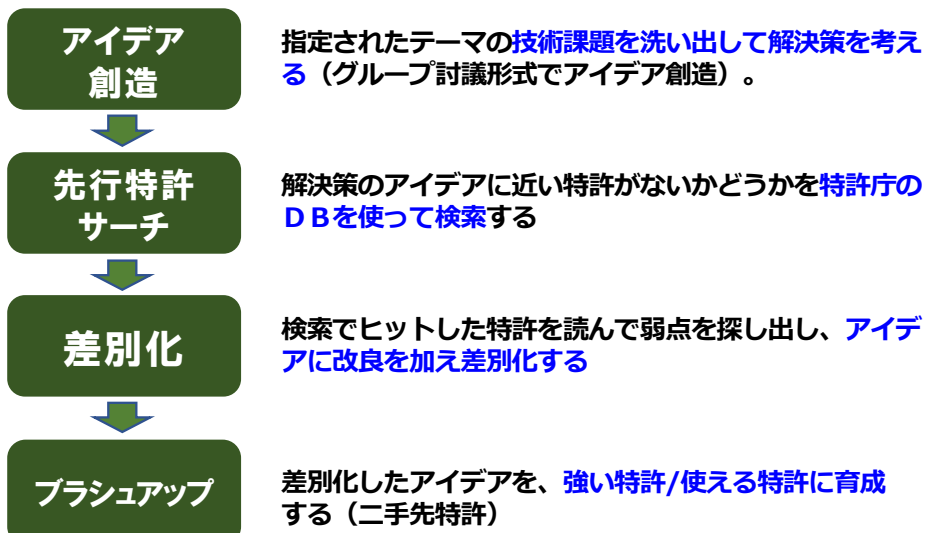 アイデア
創造
指定されたテーマの技術課題を洗い出して解決策を考え
る（グループ討議形式でアイデア創造）。
先行特許
サーチ
解決策のアイデアに近い特許がないかどうかを特許庁の
ＤＢを使って検索する
差別化
検索でヒットした特許を読んで弱点を探し出し、アイデ
アに改良を加え差別化する
ブラシュアップ
差別化したアイデアを、強い特許/使える特許に育成
する（二手先特許）